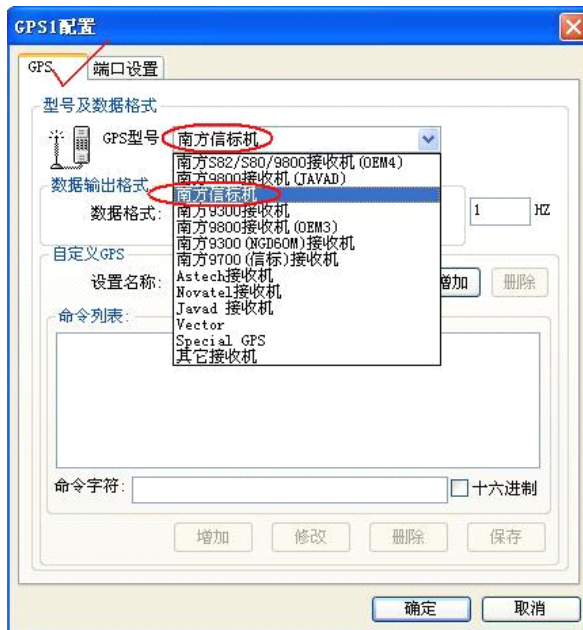 GPS1配置
GPS 端口设置
型号及数据格式
GPS型号 南方信标机
南方S82/S80/9800接收机(OEM4)
南方9800接收机(JAVAD)
数据输出格式
南方信标机
数据格式: 南方9300接收机 1 HZ
南方9800接收机(OEM3)
南方9300(NGD60M)接收机
自定义GPS
南方9700(信标)接收机
设置名称: Astech接收机 增加 删除
Novatel接收机
命令列表: Javad 接收机
Vector
Special GPS
其它接收机
命令字符: 十六进制
增加 修改 删除 保存
确定 取消